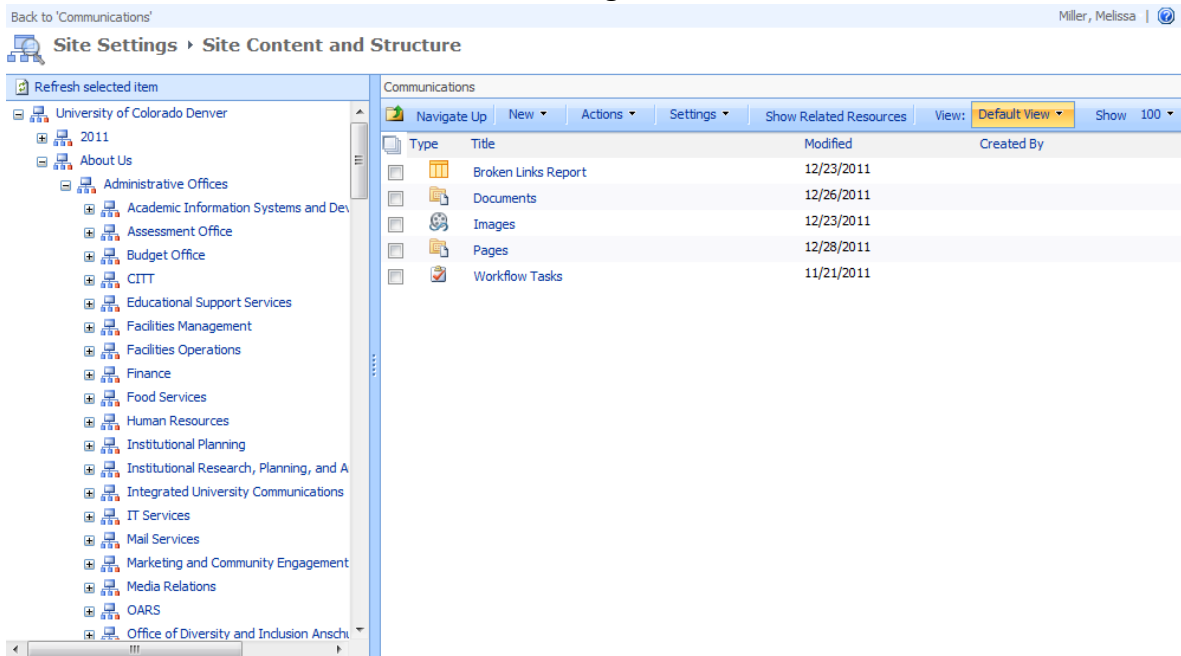 Back to 'Communications' Miller, Melissa |
Site Settings › Site Content and Structure
Refresh selected item
University of Colorado Denver
2011
About Us
Administrative Offices
Academic Information Systems and Dev
Assessment Office
Budget Office
CITT
Educational Support Services
Facilities Management
Facilities Operations
Finance
Food Services
Human Resources
Institutional Planning
Institutional Research, Planning, and A
Integrated University Communications
IT Services
Mail Services
Marketing and Community Engagement
Media Relations
OARS
Office of Diversity and Inclusion Anschu
Communications
Navigate Up New Actions Settings Show Related Resources View: Default View Show 100
Type Title Modified Created By
Broken Links Report 12/23/2011
Documents 12/26/2011
Images 12/23/2011
Pages 12/28/2011
Workflow Tasks 11/21/2011